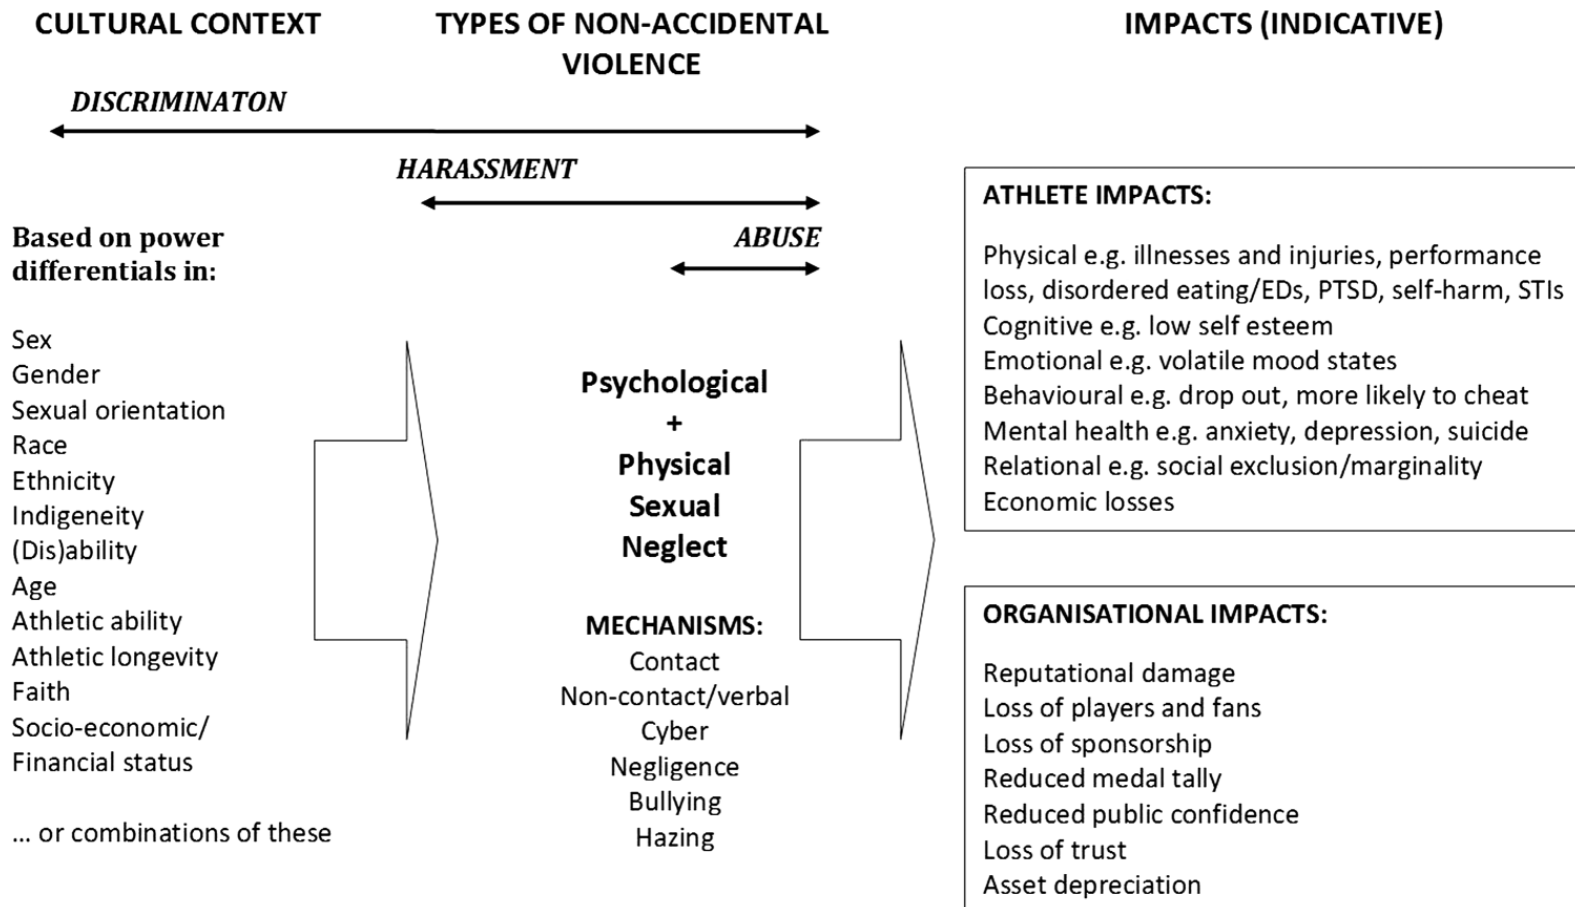 CULTURAL CONTEXT
TYPES OF NON-ACCIDENTAL
VIOLENCE
IMPACTS (INDICATIVE)
DISCRIMINATON
HARASSMENT
ABUSE
Based on power
differentials in:
Sex
Gender
Sexual orientation
Race
Ethnicity
Indigeneity
(Dis)ability
Age
Athletic ability
Athletic longevity
Faith
Socio-economic/
Financial status
... or combinations of these
Psychological
+
Physical
Sexual
Neglect
MECHANISMS:
Contact
Non-contact/verbal
Cyber
Negligence
Bullying
Hazing
ATHLETE IMPACTS:
Physical e.g. illnesses and injuries, performance
loss, disordered eating/EDs, PTSD, self-harm, STIs
Cognitive e.g. low self esteem
Emotional e.g. volatile mood states
Behavioural e.g. drop out, more likely to cheat
Mental health e.g. anxiety, depression, suicide
Relational e.g. social exclusion/marginality
Economic losses
ORGANISATIONAL IMPACTS:
Reputational damage
Loss of players and fans
Loss of sponsorship
Reduced medal tally
Reduced public confidence
Loss of trust
Asset depreciation